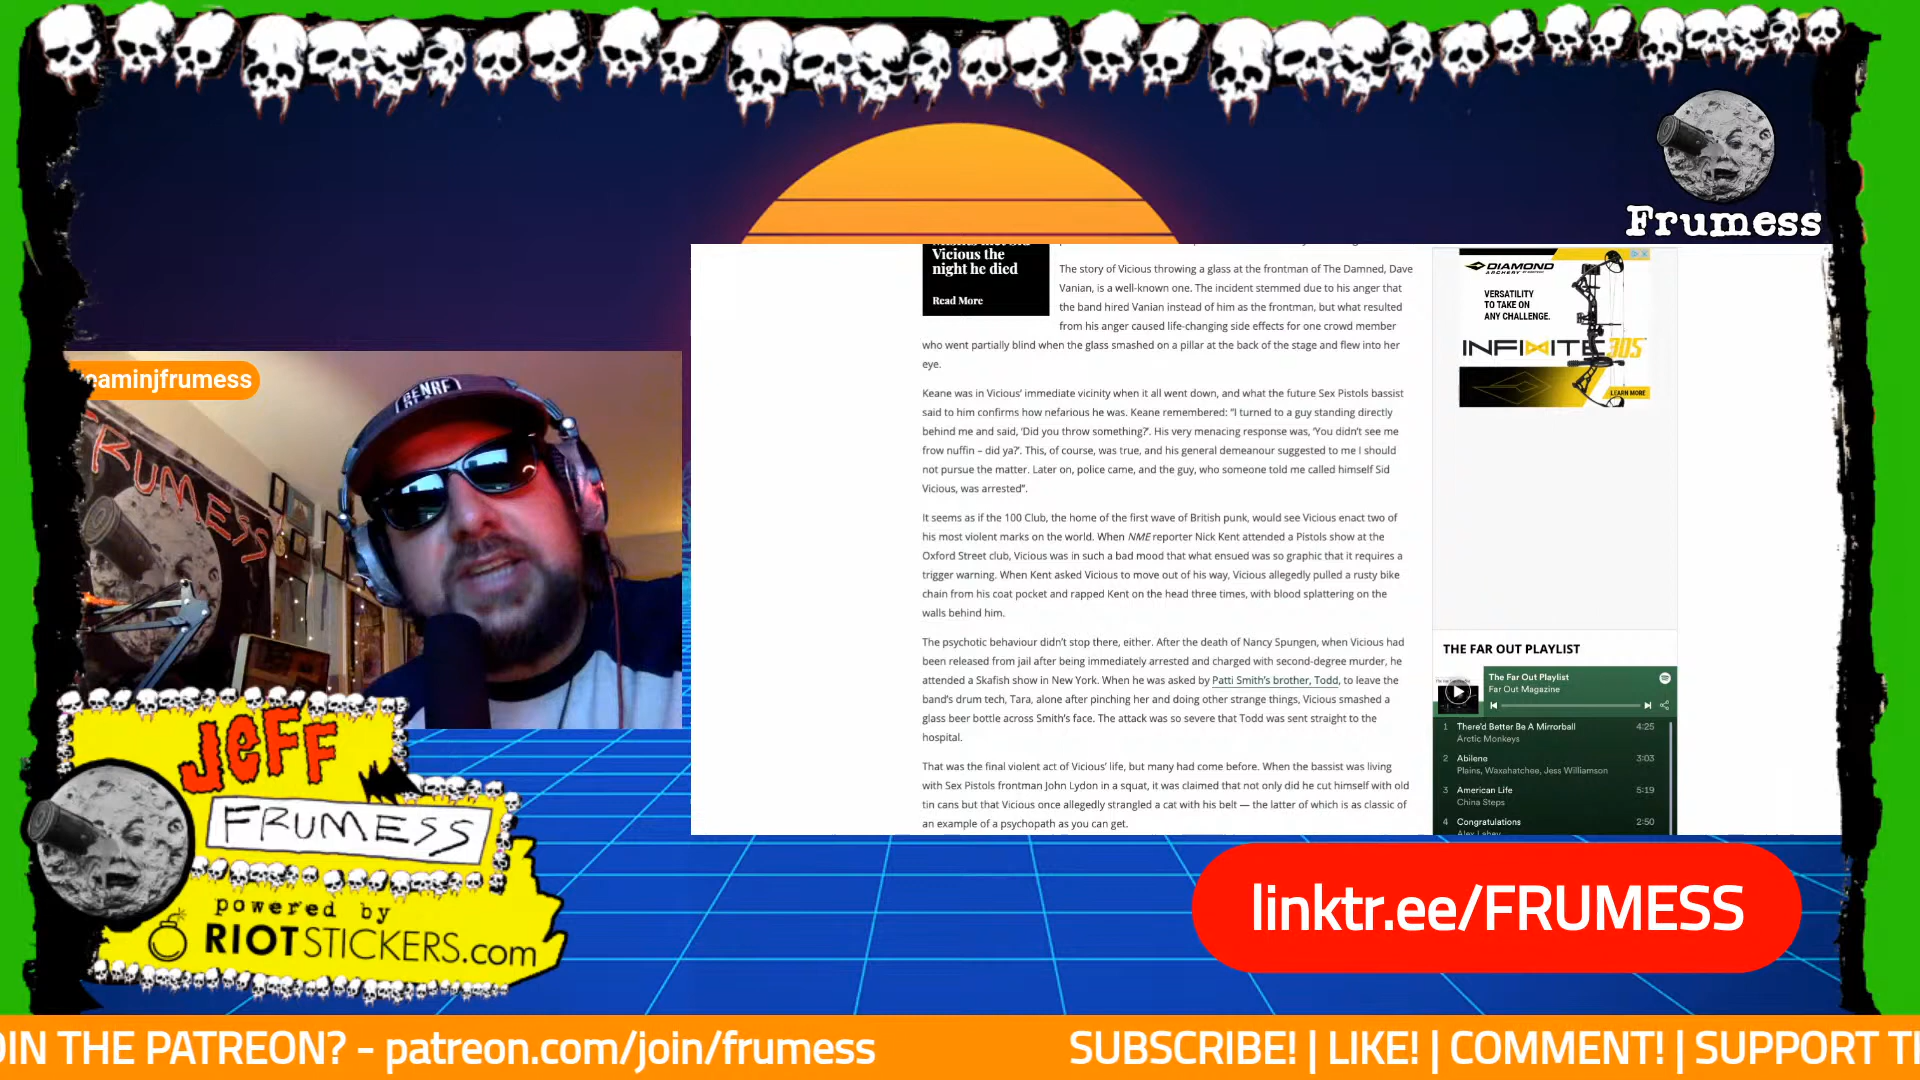 Frumess
Vicious the
night he died
Read More
The story of Vicious throwing a glass at the frontman of The Damned, Dave
Vanian, is a well-known one. The incident stemmed due to his anger that
the band hired Vanian instead of him as the frontman, but what resulted
from his anger caused life-changing side effects for one crowd member
who went partially blind when the glass smashed on a pillar at the back of the stage and flew into her
eye.
Keane was in Vicious' immediate vicinity when it all went down, and what the future Sex Pistols bassist
said to him confirms how nefarious he was. Keane remembered: "I turned to a guy standing directly
behind me and said, 'Did you throw something?'. His very menacing response was, 'You didn't see me
frow nuffin – did ya?'. This, of course, was true, and his general demeanour suggested to me I should
not pursue the matter. Later on, police came, and the guy, who someone told me called himself Sid
Vicious, was arrested".
It seems as if the 100 Club, the home of the first wave of British punk, would see Vicious enact two of
his most violent marks on the world. When NME reporter Nick Kent attended a Pistols show at the
Oxford Street club, Vicious was in such a bad mood that what ensued was so graphic that it requires a
trigger warning. When Kent asked Vicious to move out of his way, Vicious allegedly pulled a rusty bike
chain from his coat pocket and rapped Kent on the head three times, with blood splattering on the
walls behind him.
The psychotic behaviour didn't stop there, either. After the death of Nancy Spungen, when Vicious had
been released from jail after being immediately arrested and charged with second-degree murder, he
attended a Skafish show in New York. When he was asked by Patti Smith's brother, Todd, to leave the
band's drum tech, Tara, alone after pinching her and doing other strange things, Vicious smashed a
glass beer bottle across Smith's face. The attack was so severe that Todd was sent straight to the
hospital.
That was the final violent act of Vicious' life, but many had come before. When the bassist was living
with Sex Pistols frontman John Lydon in a squat, it was claimed that not only did he cut himself with old
tin cans but that Vicious once allegedly strangled a cat with his belt — the latter of which is as classic of
an example of a psychopath as you can get.
DIAMOND
ARCHERY
VERSATILITY
TO TAKE ON
ANY CHALLENGE.
INFINITE 305
LEARN MORE
THE FAR OUT PLAYLIST
The Far Out Playlist
Far Out Magazine
1 There'd Better Be A Mirrorball 4:25
Arctic Monkeys
2 Abilene 3:03
Plains, Waxahatchee, Jess Williamson
3 American Life 5:19
China Steps
4 Congratulations 2:50
Alex Lahey
eaminjfrumess
GENRE
FRUMESS
JeFF
FRUMESS
powered by
RIOTSTICKERS.com
linktr.ee/FRUMESS
OIN THE PATREON? - patreon.com/join/frumess
SUBSCRIBE! | LIKE! | COMMENT! | SUPPORT